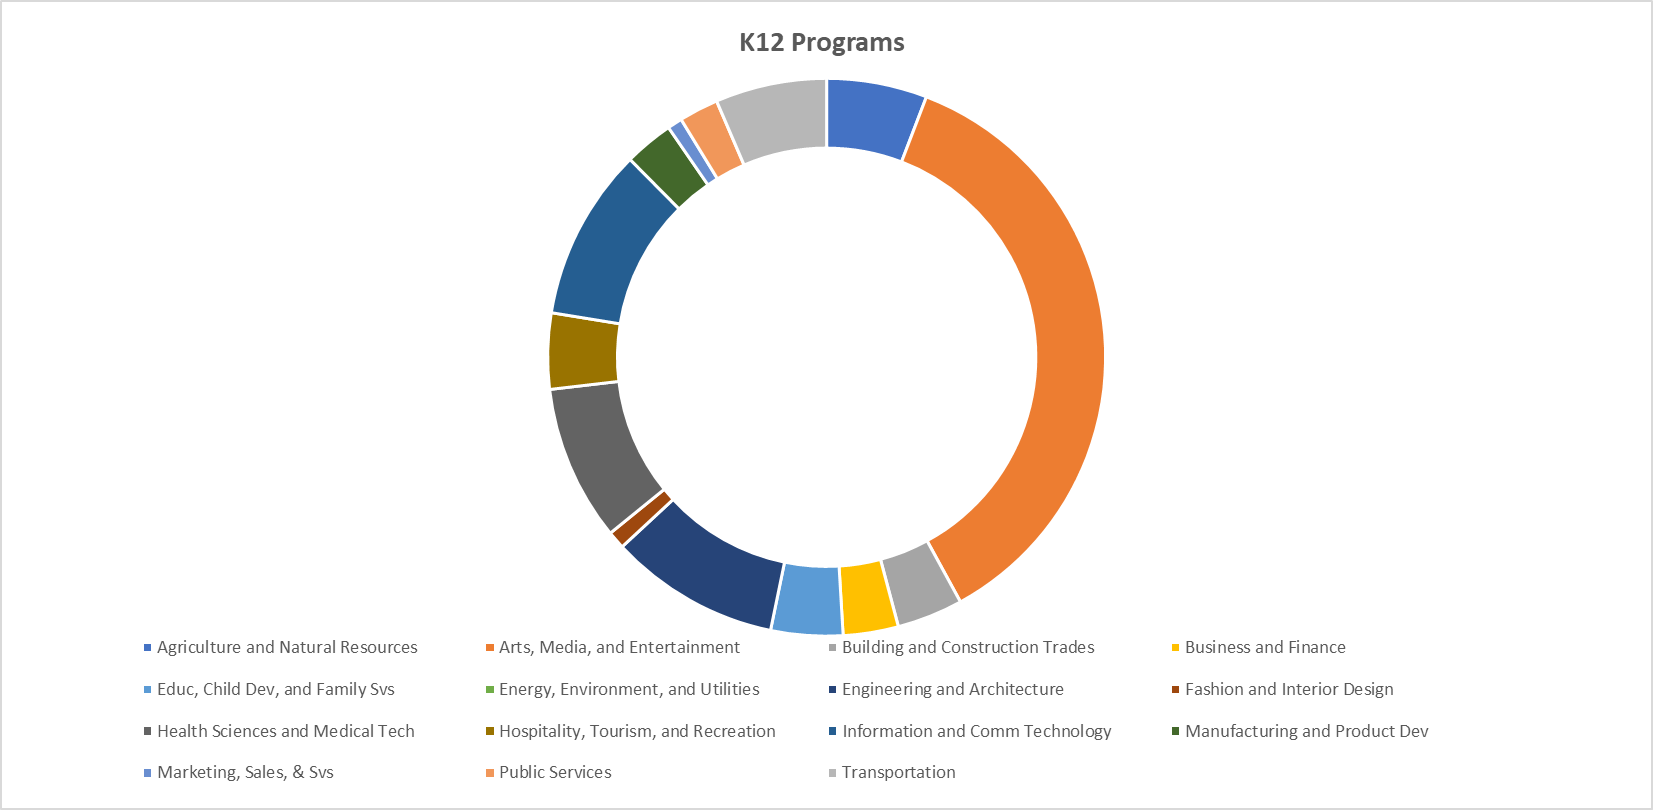 K12 Programs
Agriculture and Natural Resources
Arts, Media, and Entertainment
Building and Construction Trades
Business and Finance
Educ, Child Dev, and Family Svs
Energy, Environment, and Utilities
Engineering and Architecture
Fashion and Interior Design
Health Sciences and Medical Tech
Hospitality, Tourism, and Recreation
Information and Comm Technology
Manufacturing and Product Dev
Marketing, Sales, & Svs
Public Services
Transportation